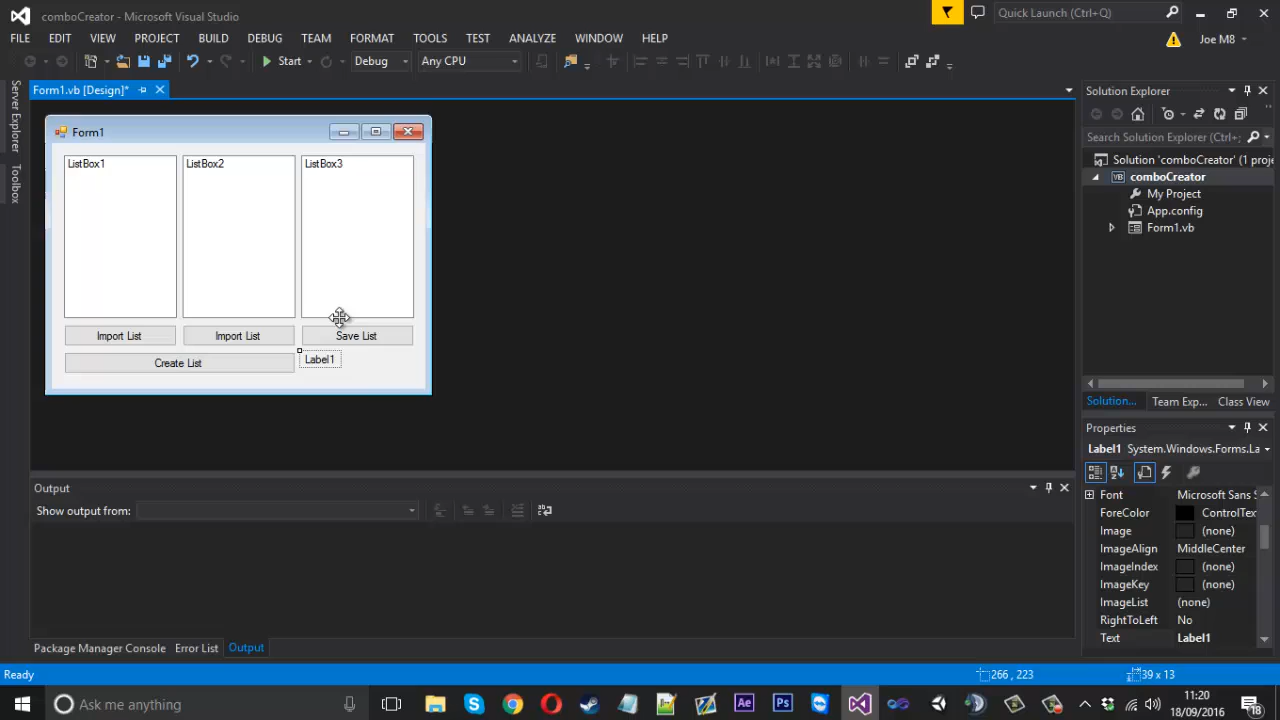 comboCreator - Microsoft Visual Studio
Quick Launch (Ctrl+Q)
FILE EDIT VIEW PROJECT BUILD DEBUG TEAM FORMAT TOOLS TEST ANALYZE WINDOW HELP
Joe M8
Start Debug Any CPU
Server Explorer
Toolbox
Form1.vb [Design]*
Form1
ListBox1 ListBox2 ListBox3
Import List Import List Save List
Create List Label1
Solution Explorer
Search Solution Explorer (Ctrl+;
Solution 'comboCreator' (1 proje
VB comboCreator
My Project
App.config
Form1.vb
Solution... Team Exp... Class View
Properties
Label1 System.Windows.Forms.La
Font Microsoft Sans S
ForeColor ControlText
Image (none)
ImageAlign MiddleCenter
ImageIndex (none)
ImageKey (none)
ImageList (none)
RightToLeft No
Text Label1
Output
Show output from:
Package Manager Console Error List Output
Ready
266 , 223
39 x 13
Ask me anything
Ae
Ps
11:20
18/09/2016
18